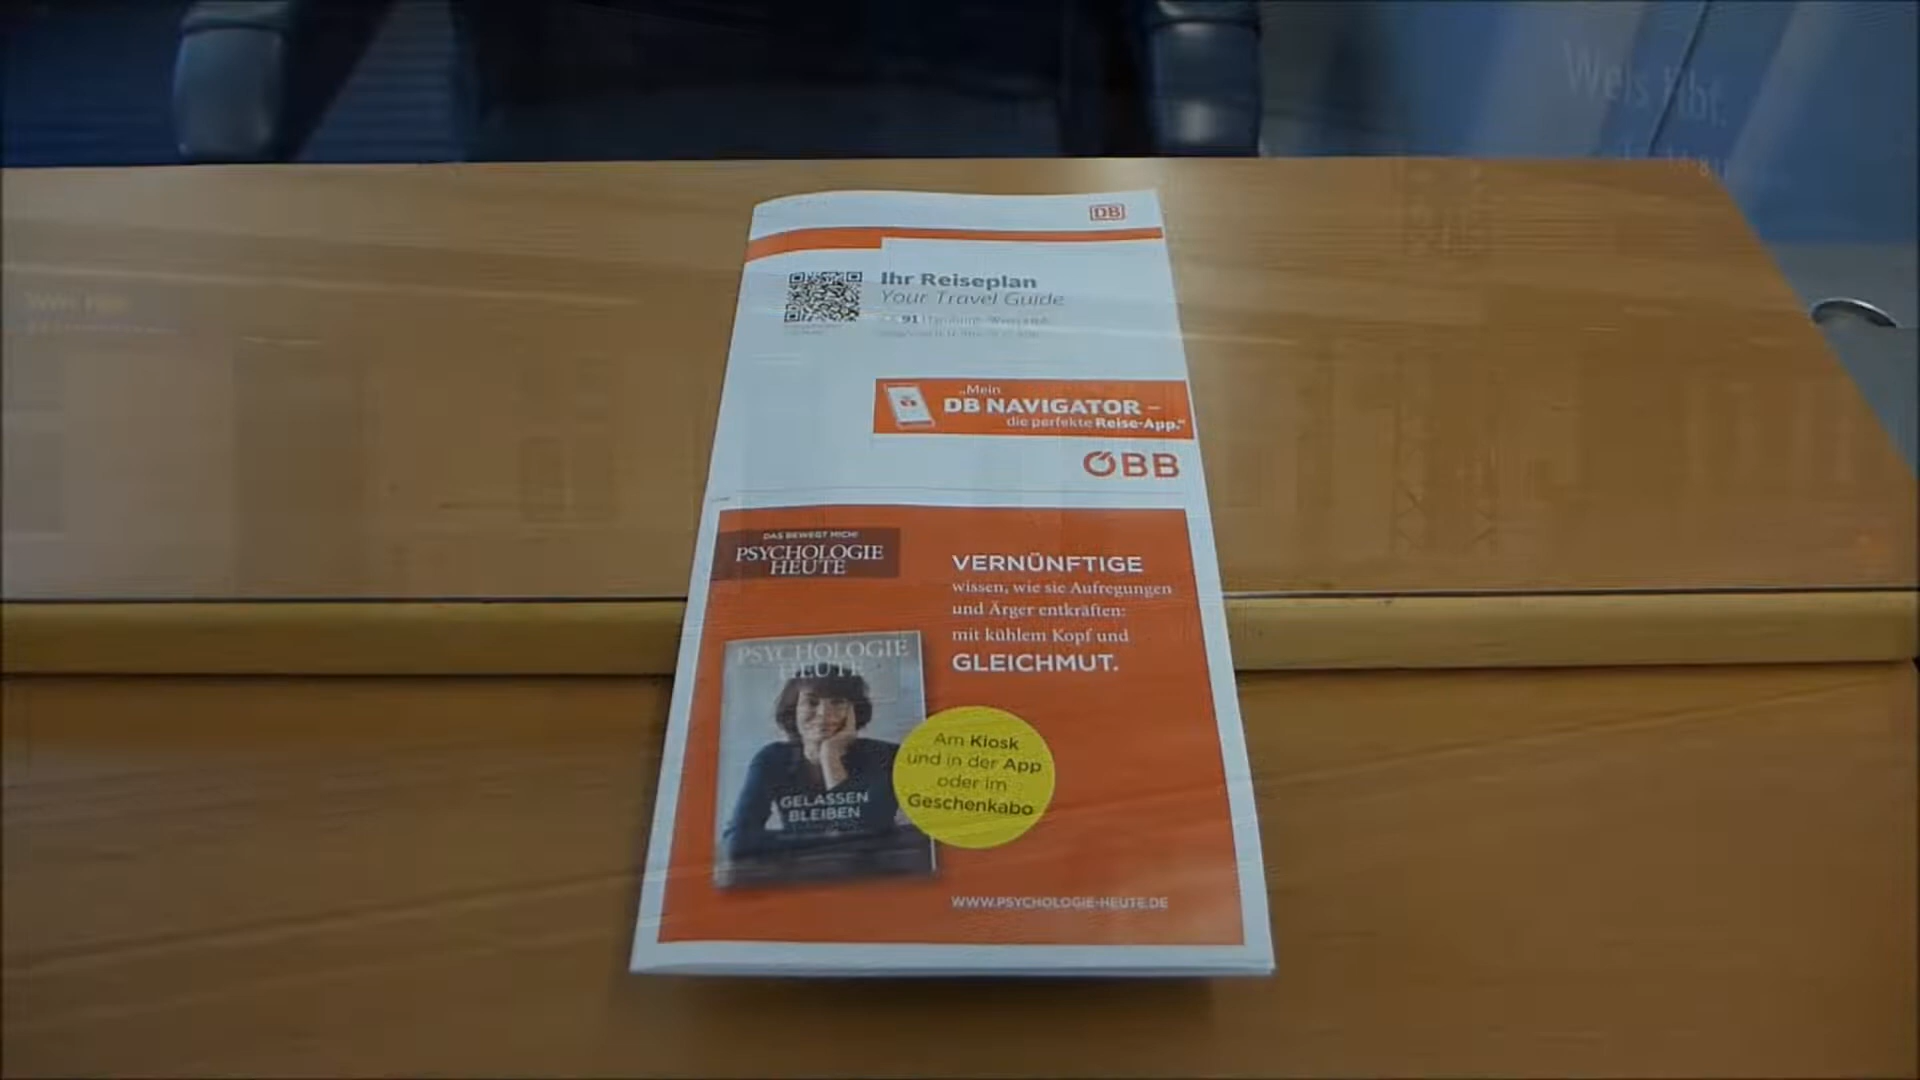 DB
Ihr Reiseplan
Your Travel Guide
91
„Mein
DB NAVIGATOR –
die perfekte Reise-App."
ÖBB
DAS BEWEGT MICH!
PSYCHOLOGIE
HEUTE
VERNÜNFTIGE
wissen, wie sie Aufregungen
und Ärger entkräften:
mit kühlem Kopf und
GLEICHMUT.
PSYCHOLOGIE
HEUTE
GELASSEN
BLEIBEN
Am Kiosk
und in der App
oder im
Geschenkabo
WWW.PSYCHOLOGIE-HEUTE.DE
Wels